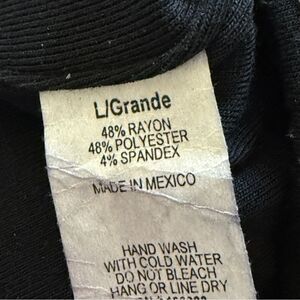 L/Grande
48% RAYON
48% POLYESTER
4% SPANDEX
MADE IN MEXICO
HAND WASH
WITH COLD WATER
DO NOT BLEACH
HANG OR LINE DRY